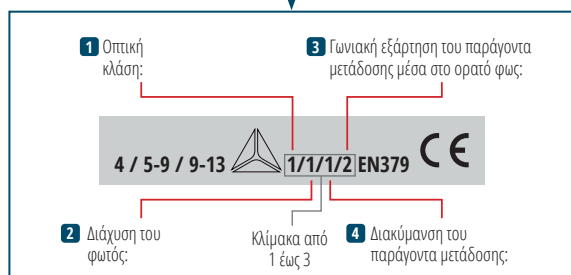 1 Οπτική
κλάση:
3 Γωνιακή εξάρτηση του παράγοντα
μετάδοσης μέσα στο ορατό φως:
4 / 5-9 / 9-13 1/1/1/2 EN379 CE
2 Διάχυση του
φωτός:
Κλίμακα από
1 έως 3
4 Διακύμανση του
παράγοντα μετάδοσης: